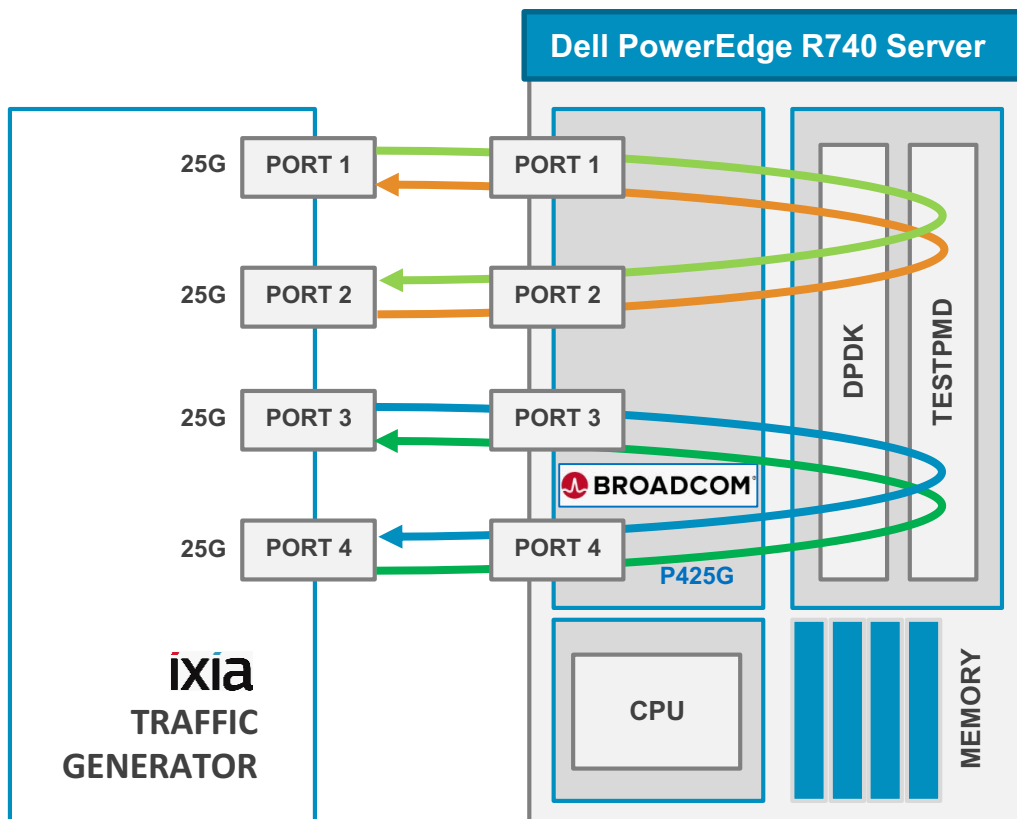 Dell PowerEdge R740 Server
25G
PORT 1
PORT 1
25G
PORT 2
PORT 2
25G
PORT 3
PORT 3
BROADCOM®
25G
PORT 4
PORT 4
P425G
DPDK
TESTPMD
ixia
TRAFFIC
GENERATOR
CPU
MEMORY